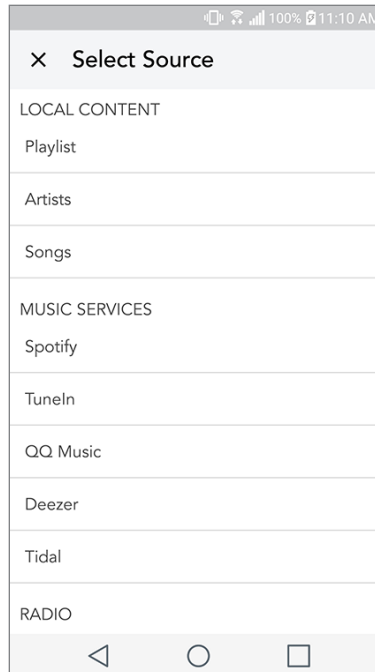 100% 11:10 AM
Select Source
LOCAL CONTENT
Playlist
Artists
Songs
MUSIC SERVICES
Spotify
TuneIn
QQ Music
Deezer
Tidal
RADIO